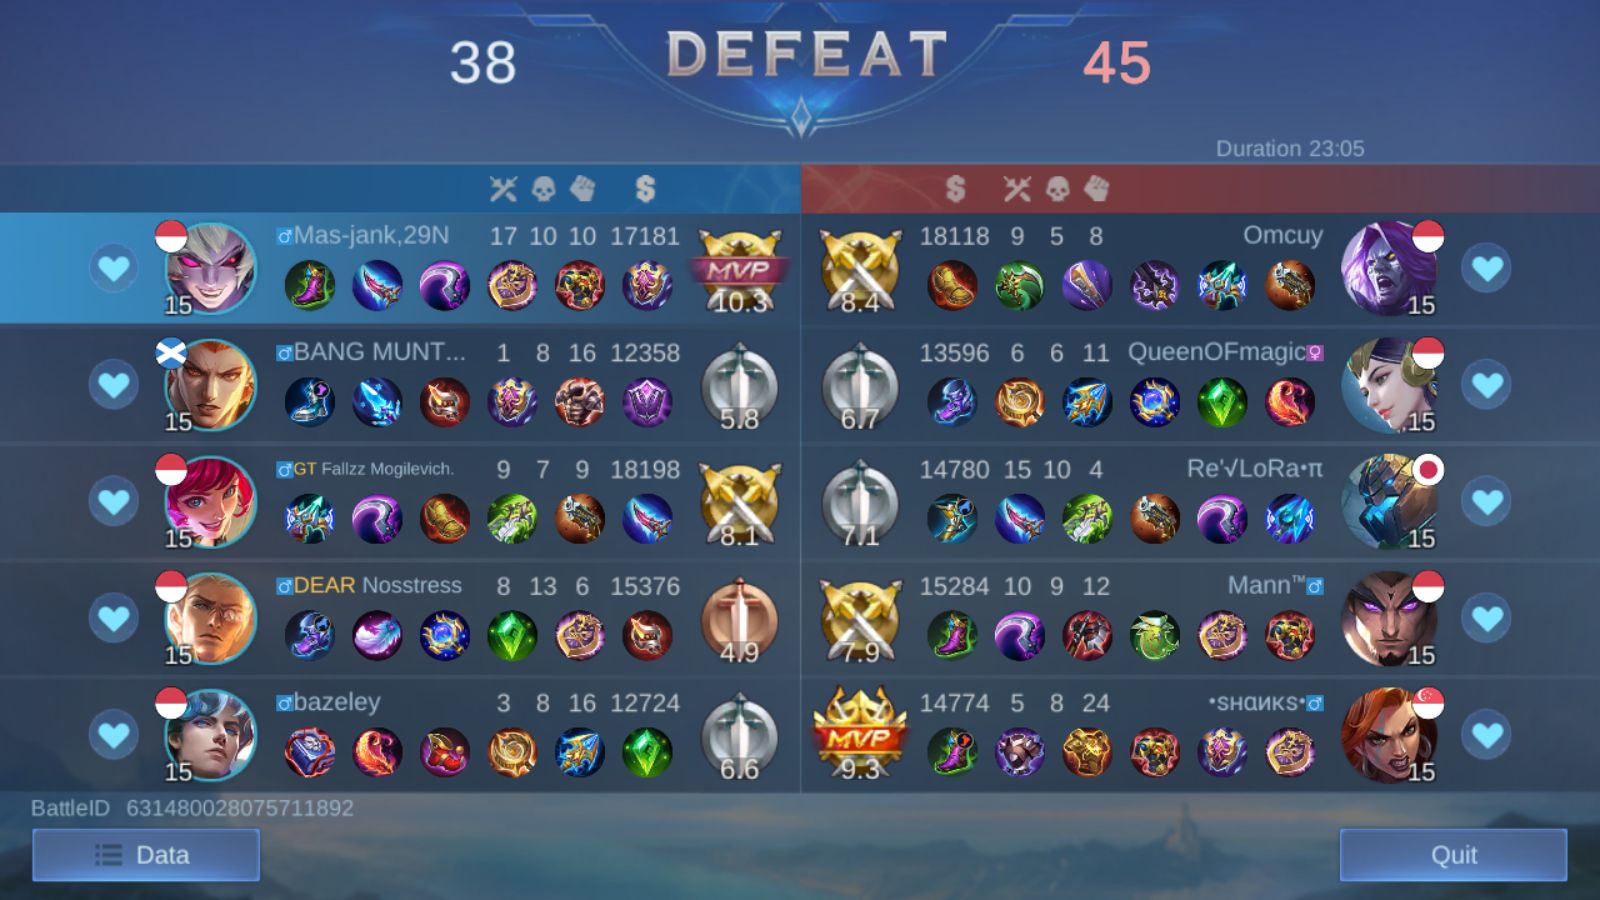 38 DEFEAT 45
Duration 23:05
Mas-jank,29N 17 10 10 17181 MVP 10.3 15
8.4 18118 9 5 8 Omcuy 15
BANG MUNT... 1 8 16 12358 5.8 15
6.7 13596 6 6 11 QueenOFmagic 15
GT Fallzz Mogilevich. 9 7 9 18198 8.1 15
7.1 14780 15 10 4 Re'√LoRa•π 15
DEAR Nosstress 8 13 6 15376 4.9 15
7.9 15284 10 9 12 Mann™ 15
bazeley 3 8 16 12724 6.6 15
MVP 9.3 14774 5 8 24 •ѕнαиκѕ• 15
BattleID 631480028075711892
Data
Quit